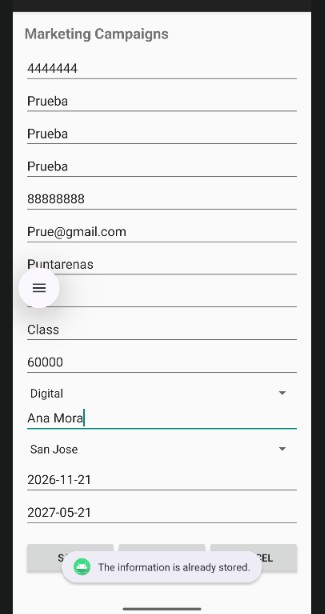 Marketing Campaigns
4444444
Prueba
Prueba
Prueba
88888888
Prue@gmail.com
Puntarenas
Class
60000
Digital
Ana Mora
San Jose
2026-11-21
2027-05-21
The information is already stored.